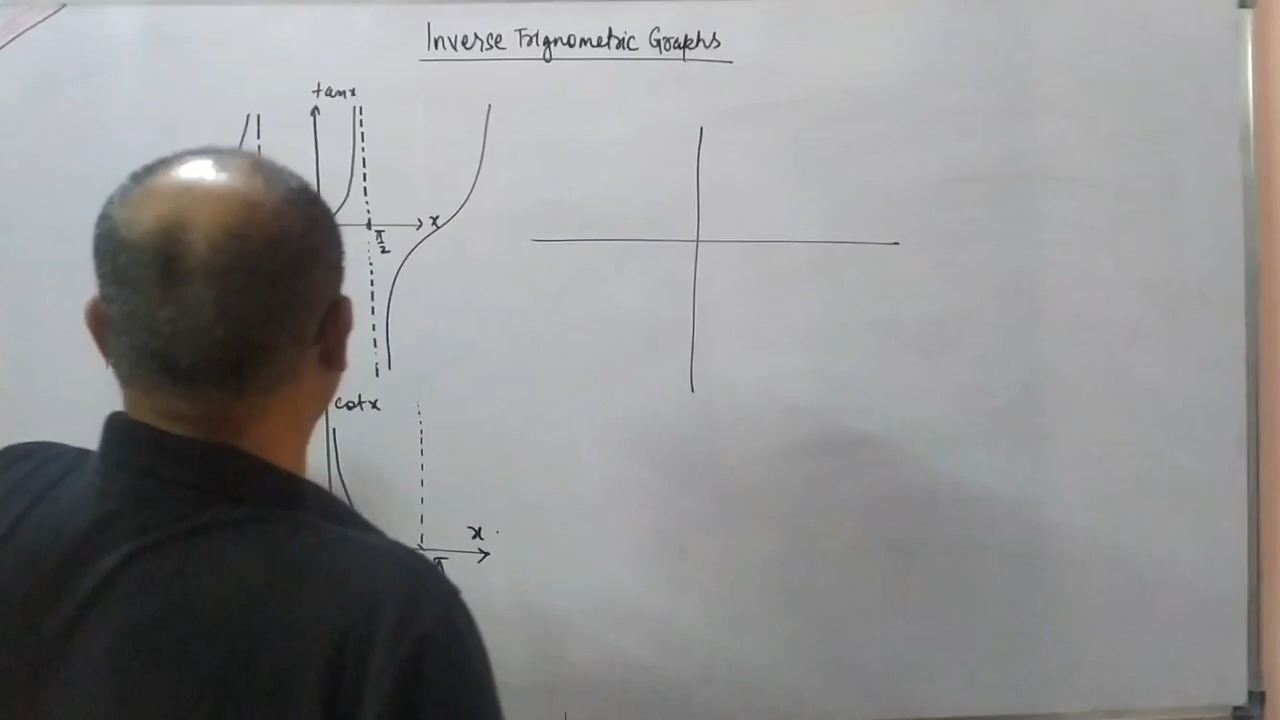 Inverse Trignometric Graphs
tanx
x
π/2
cotx
x
π